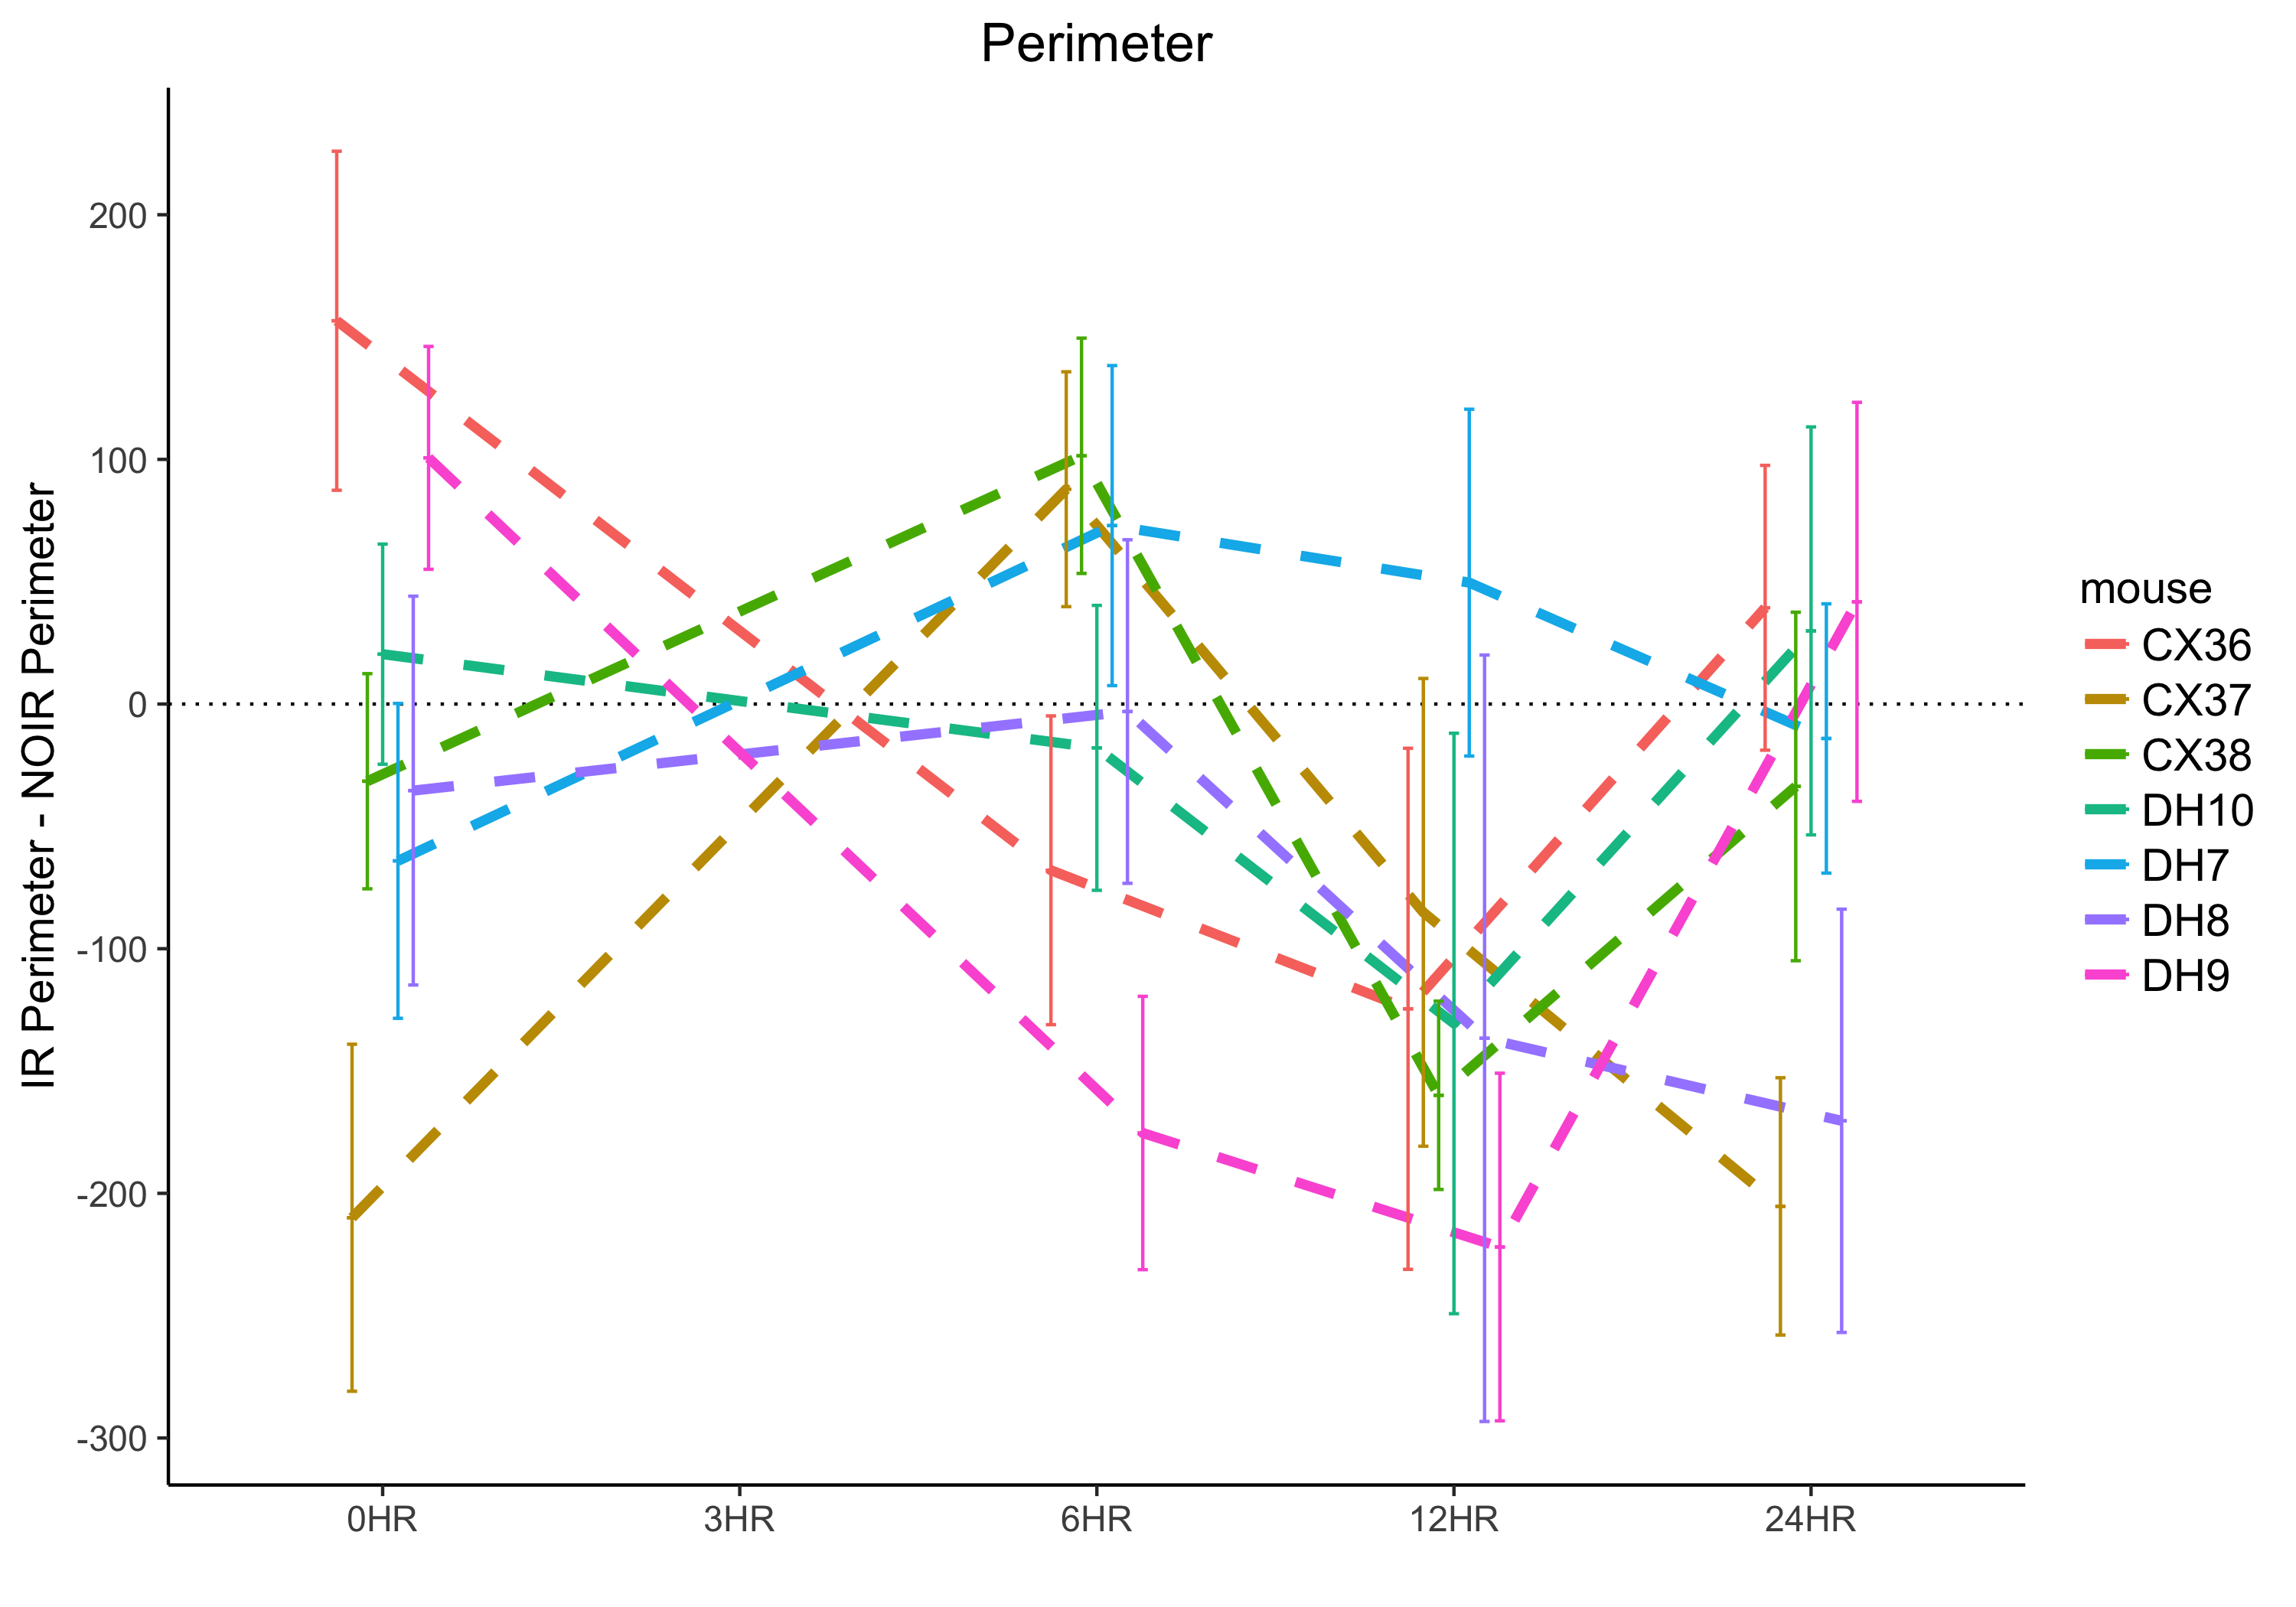 Perimeter
IR Perimeter - NOIR Perimeter
200
100
0
-100
-200
-300
0HR
3HR
6HR
12HR
24HR
mouse
CX36
CX37
CX38
DH10
DH7
DH8
DH9